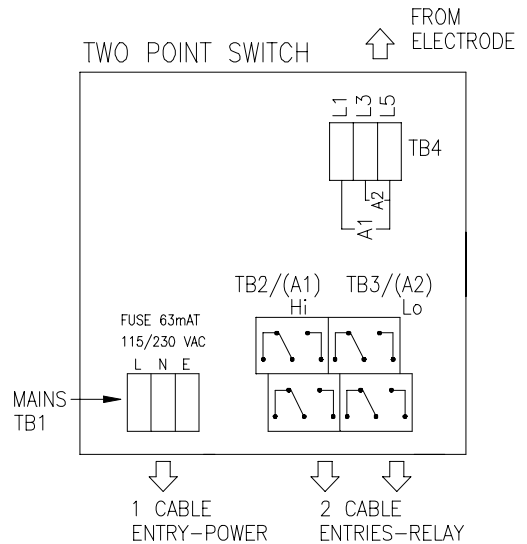 FROM
ELECTRODE
TWO POINT SWITCH
L1 L3 L5
TB4
A2
A1
TB2/(A1) TB3/(A2)
Hi Lo
FUSE 63mAT
115/230 VAC
L N E
MAINS
TB1
1 CABLE
ENTRY-POWER
2 CABLE
ENTRIES-RELAY